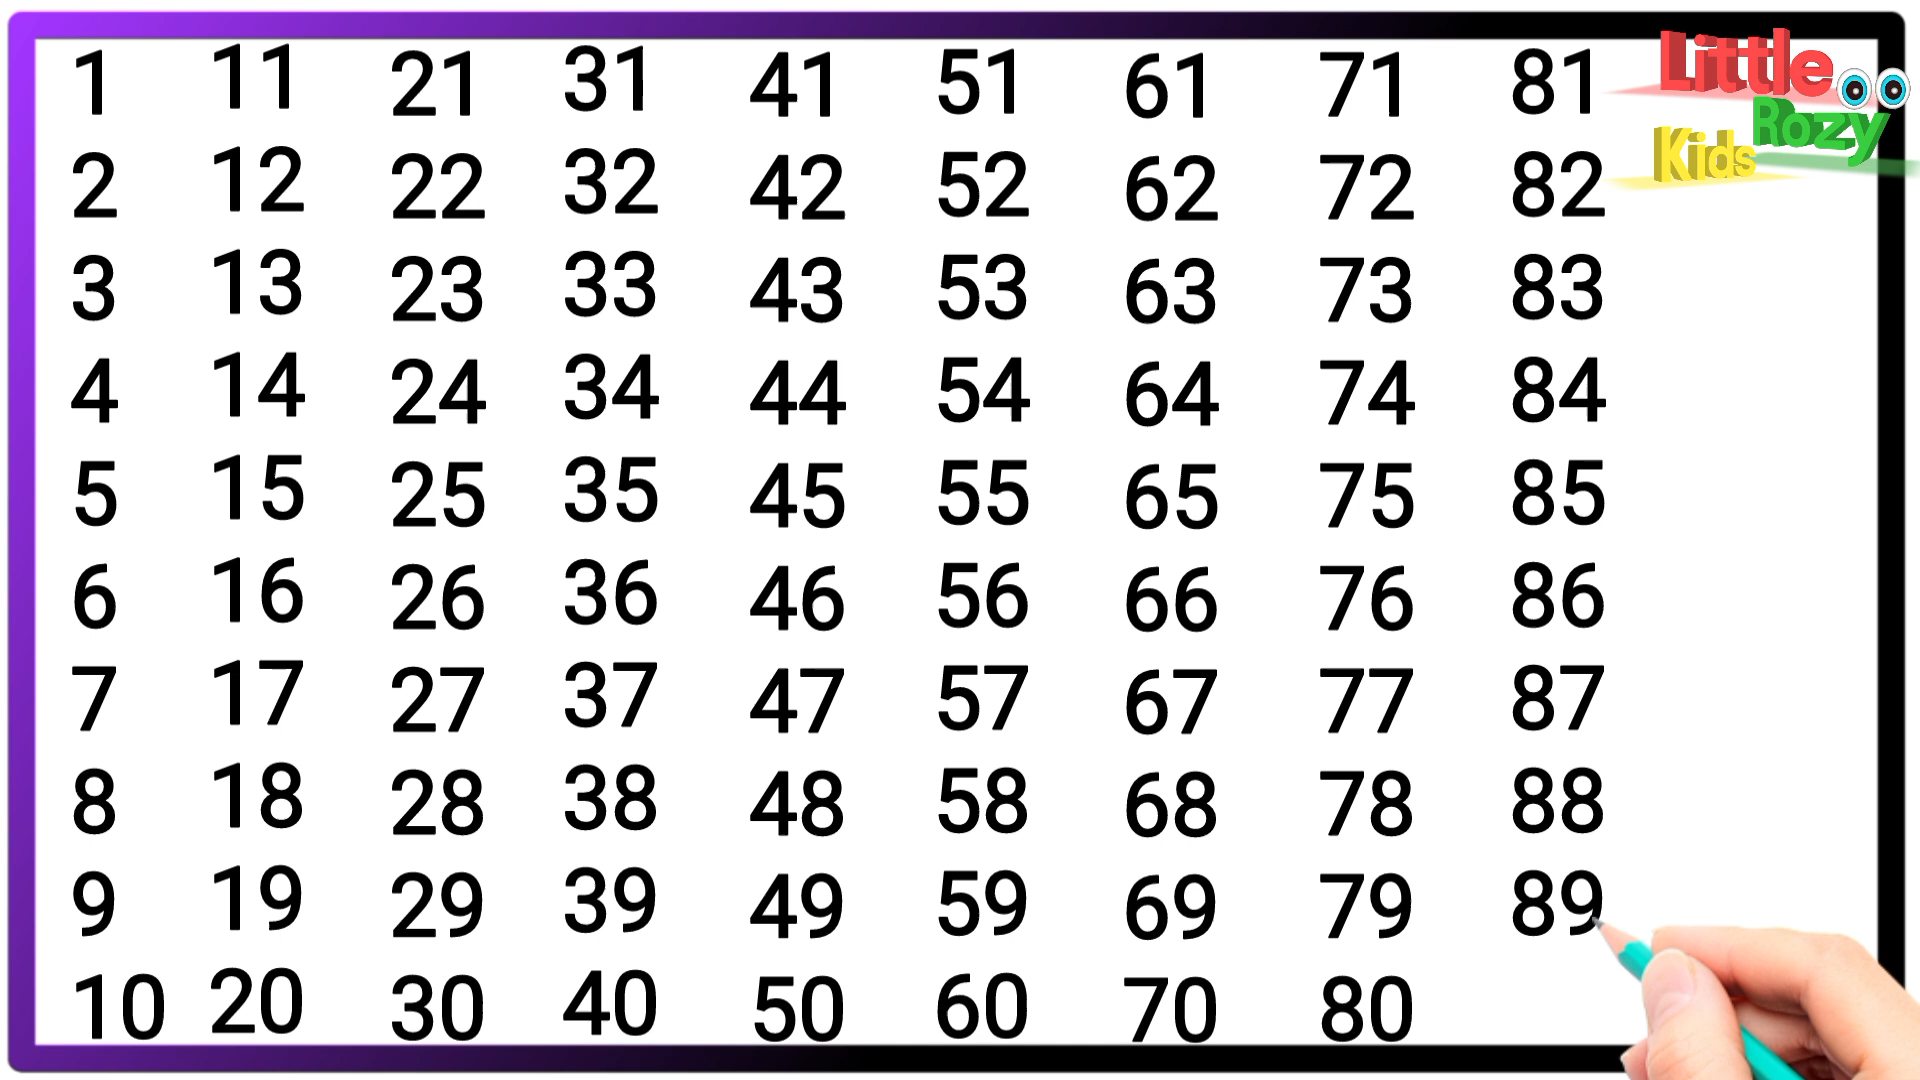 1 11 21 31 41 51 61 71 81
2 12 22 32 42 52 62 72 82
3 13 23 33 43 53 63 73 83
4 14 24 34 44 54 64 74 84
5 15 25 35 45 55 65 75 85
6 16 26 36 46 56 66 76 86
7 17 27 37 47 57 67 77 87
8 18 28 38 48 58 68 78 88
9 19 29 39 49 59 69 79 89
10 20 30 40 50 60 70 80
Little
Rozy
Kids